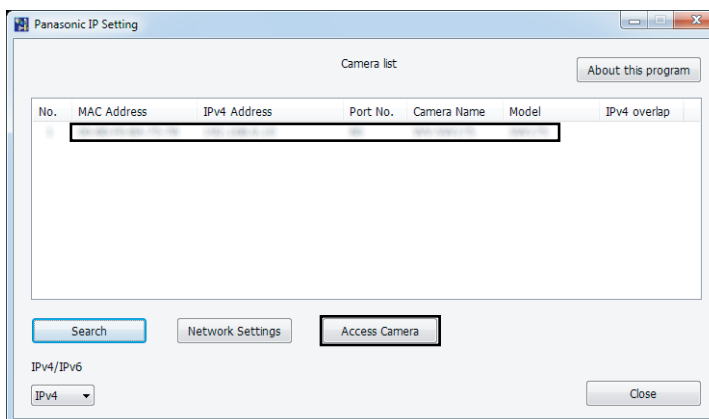 Panasonic IP Setting
Camera list
About this program
No. MAC Address IPv4 Address Port No. Camera Name Model IPv4 overlap
Search Network Settings Access Camera
IPv4/IPv6
IPv4 Close